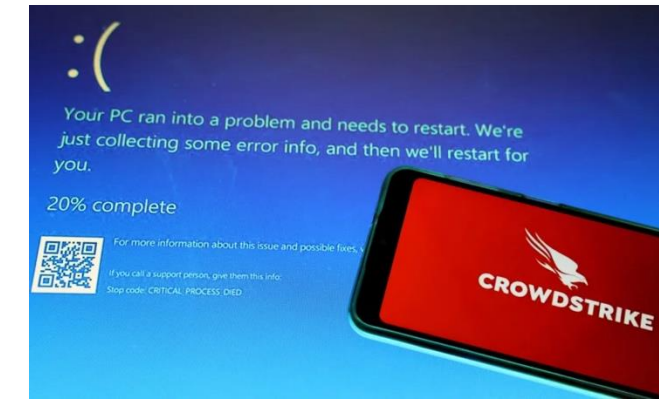 :(
Your PC ran into a problem and needs to restart. We're
just collecting some error info, and then we'll restart for
you.
20% complete
For more information about this issue and possible fixes,
If you call a support person, give them this info:
Stop code: CRITICAL PROCESS DIED
CROWDSTRIKE